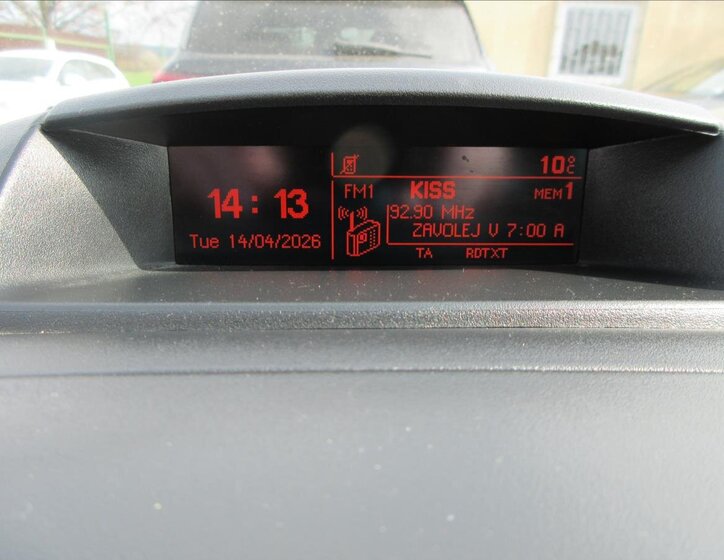 10°C
14:13
Tue 14/04/2026
FM1 KISS MEM1
92.90 MHz
ZAVOLEJ V 7:00 A
TA RDTXT